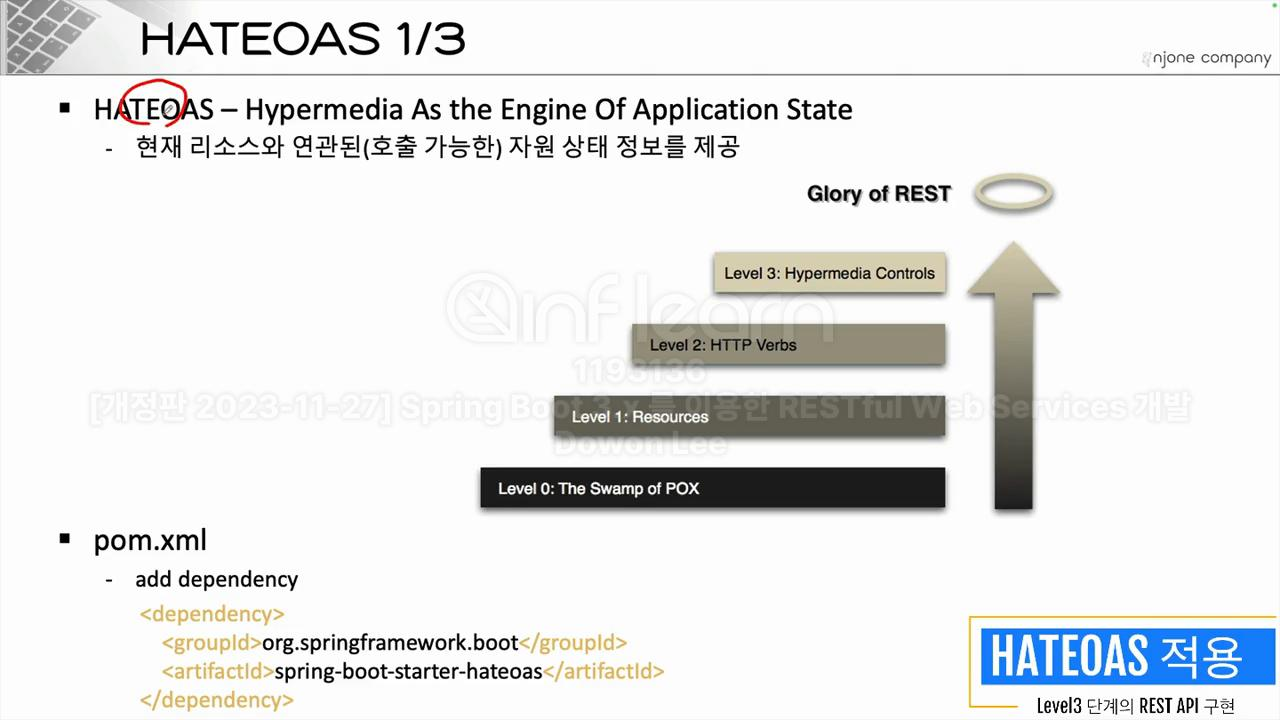 HATEOAS 1/3
njone company
▪ HATEOAS – Hypermedia As the Engine Of Application State
- 현재 리소스와 연관된(호출 가능한) 자원 상태 정보를 제공
Glory of REST
Level 3: Hypermedia Controls
inflearn
Level 2: HTTP Verbs
1193136
[개정판 2023-11-27] Spring Boot 3.x 를 이용한 RESTful Web Services 개발
Level 1: Resources
Dowon Lee
Level 0: The Swamp of POX
▪ pom.xml
- add dependency
<dependency>
<groupId>org.springframework.boot</groupId>
<artifactId>spring-boot-starter-hateoas</artifactId>
</dependency>
HATEOAS 적용
Level3 단계의 REST API 구현